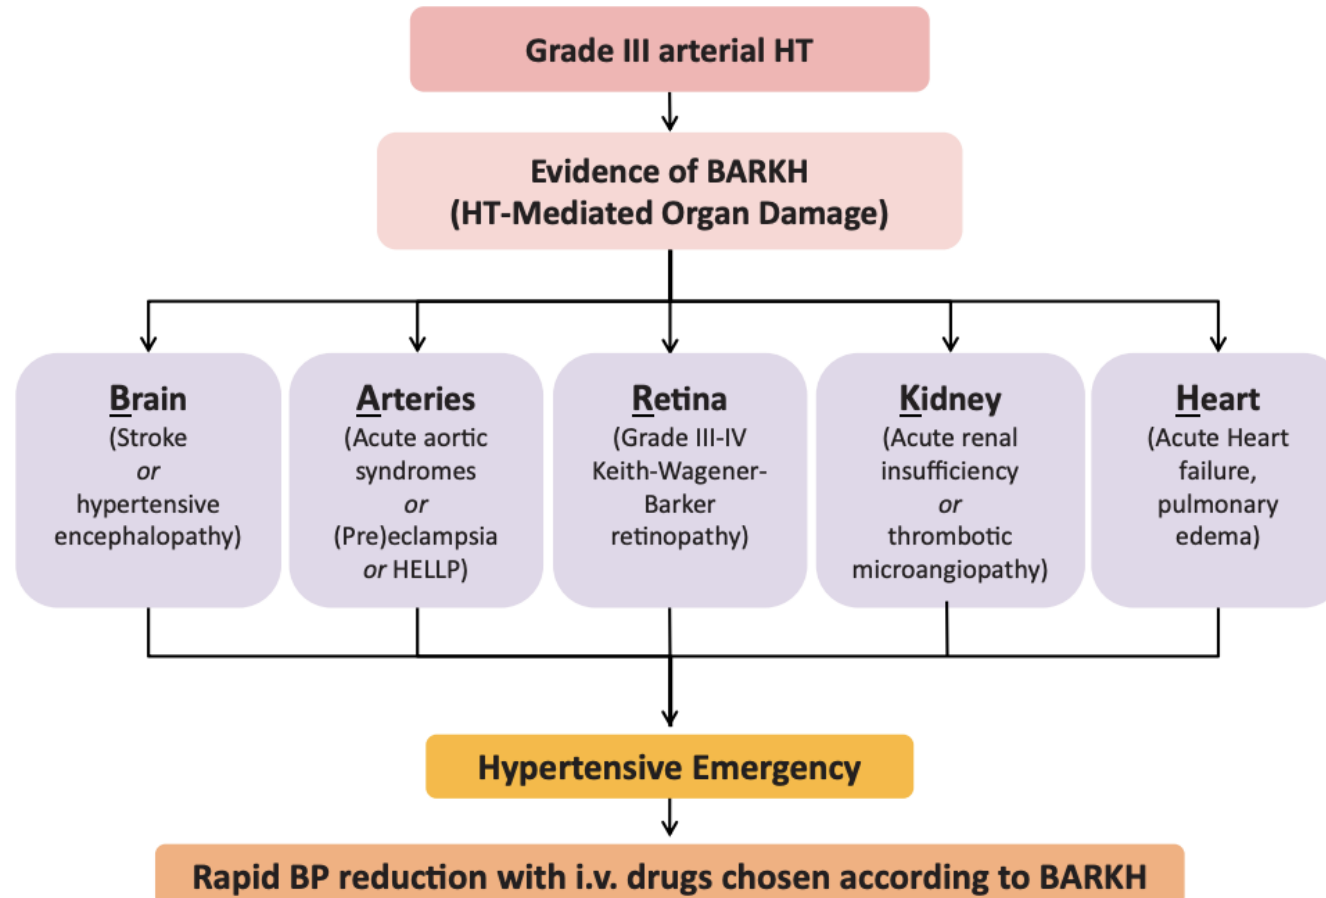 Grade III arterial HT
Evidence of BARKH
(HT-Mediated Organ Damage)
Brain
(Stroke
or
hypertensive
encephalopathy)
Arteries
(Acute aortic
syndromes
or
(Pre)eclampsia
or HELLP)
Retina
(Grade III-IV
Keith-Wagener-
Barker
retinopathy)
Kidney
(Acute renal
insufficiency
or
thrombotic
microangiopathy)
Heart
(Acute Heart
failure,
pulmonary
edema)
Hypertensive Emergency
Rapid BP reduction with i.v. drugs chosen according to BARKH